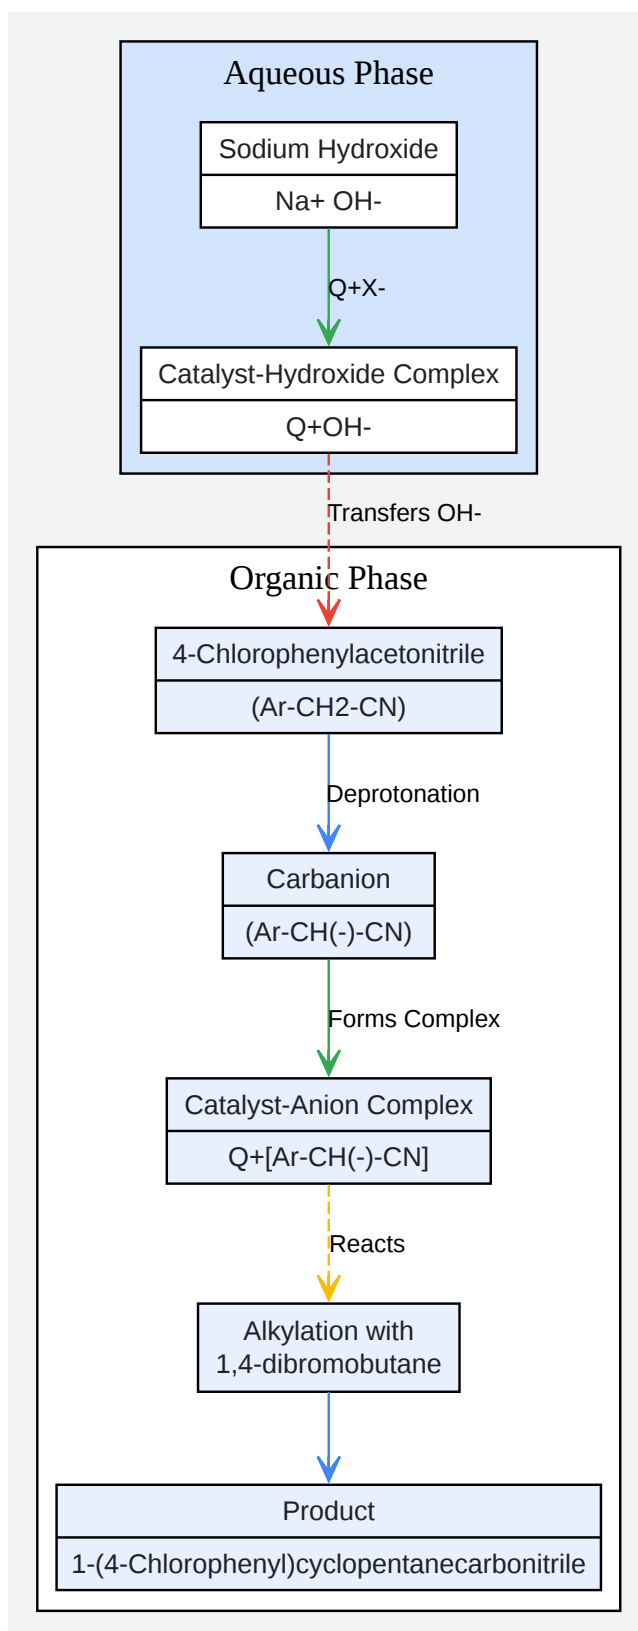 Aqueous Phase
Sodium Hydroxide
Na+ OH-
Q+X-
Catalyst-Hydroxide Complex
Q+OH-
Transfers OH-
Organic Phase
4-Chlorophenylacetonitrile
(Ar-CH2-CN)
Deprotonation
Carbanion
(Ar-CH(-)-CN)
Forms Complex
Catalyst-Anion Complex
Q+[Ar-CH(-)-CN]
Reacts
Alkylation with
1,4-dibromobutane
Product
1-(4-Chlorophenyl)cyclopentanecarbonitrile